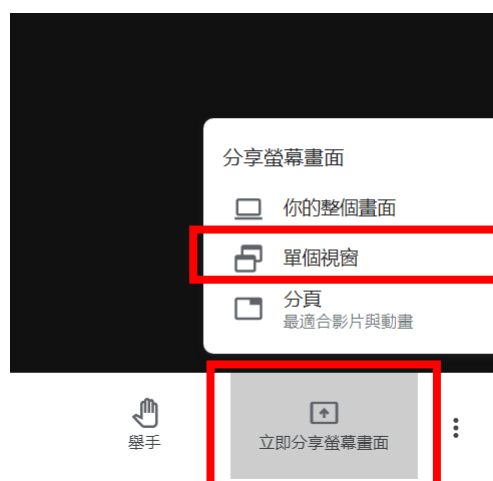 分享螢幕畫面
你的整個畫面
單個視窗
分頁
最適合影片與動畫
舉手
立即分享螢幕畫面